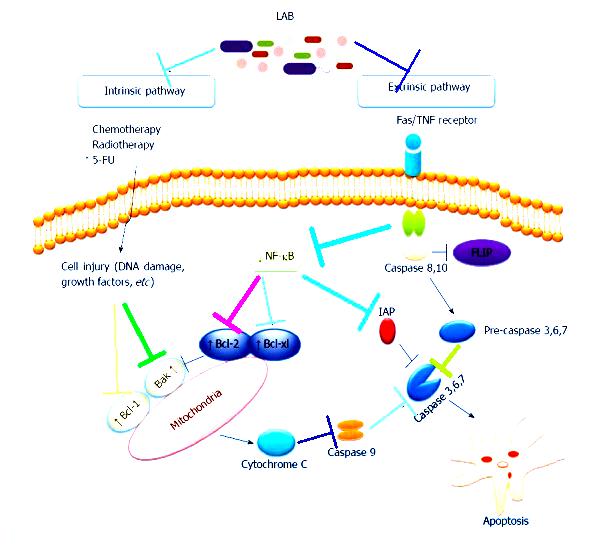 LAB
Intrinsic pathway
Extrinsic pathway
Chemotherapy
Radiotherapy
↑ 5-FU
Fas/TNF receptor
Cell injury (DNA damage,
growth factors, etc)
↓ NF-κB
Caspase 8,10
FLIP
IAP
Pre-caspase 3,6,7
↑ Bcl-2
↑ Bcl-xl
Bak ↑
↑ Bcl-1
Mitochondria
Caspase 3,6,7
Cytochrome C
Caspase 9
Apoptosis